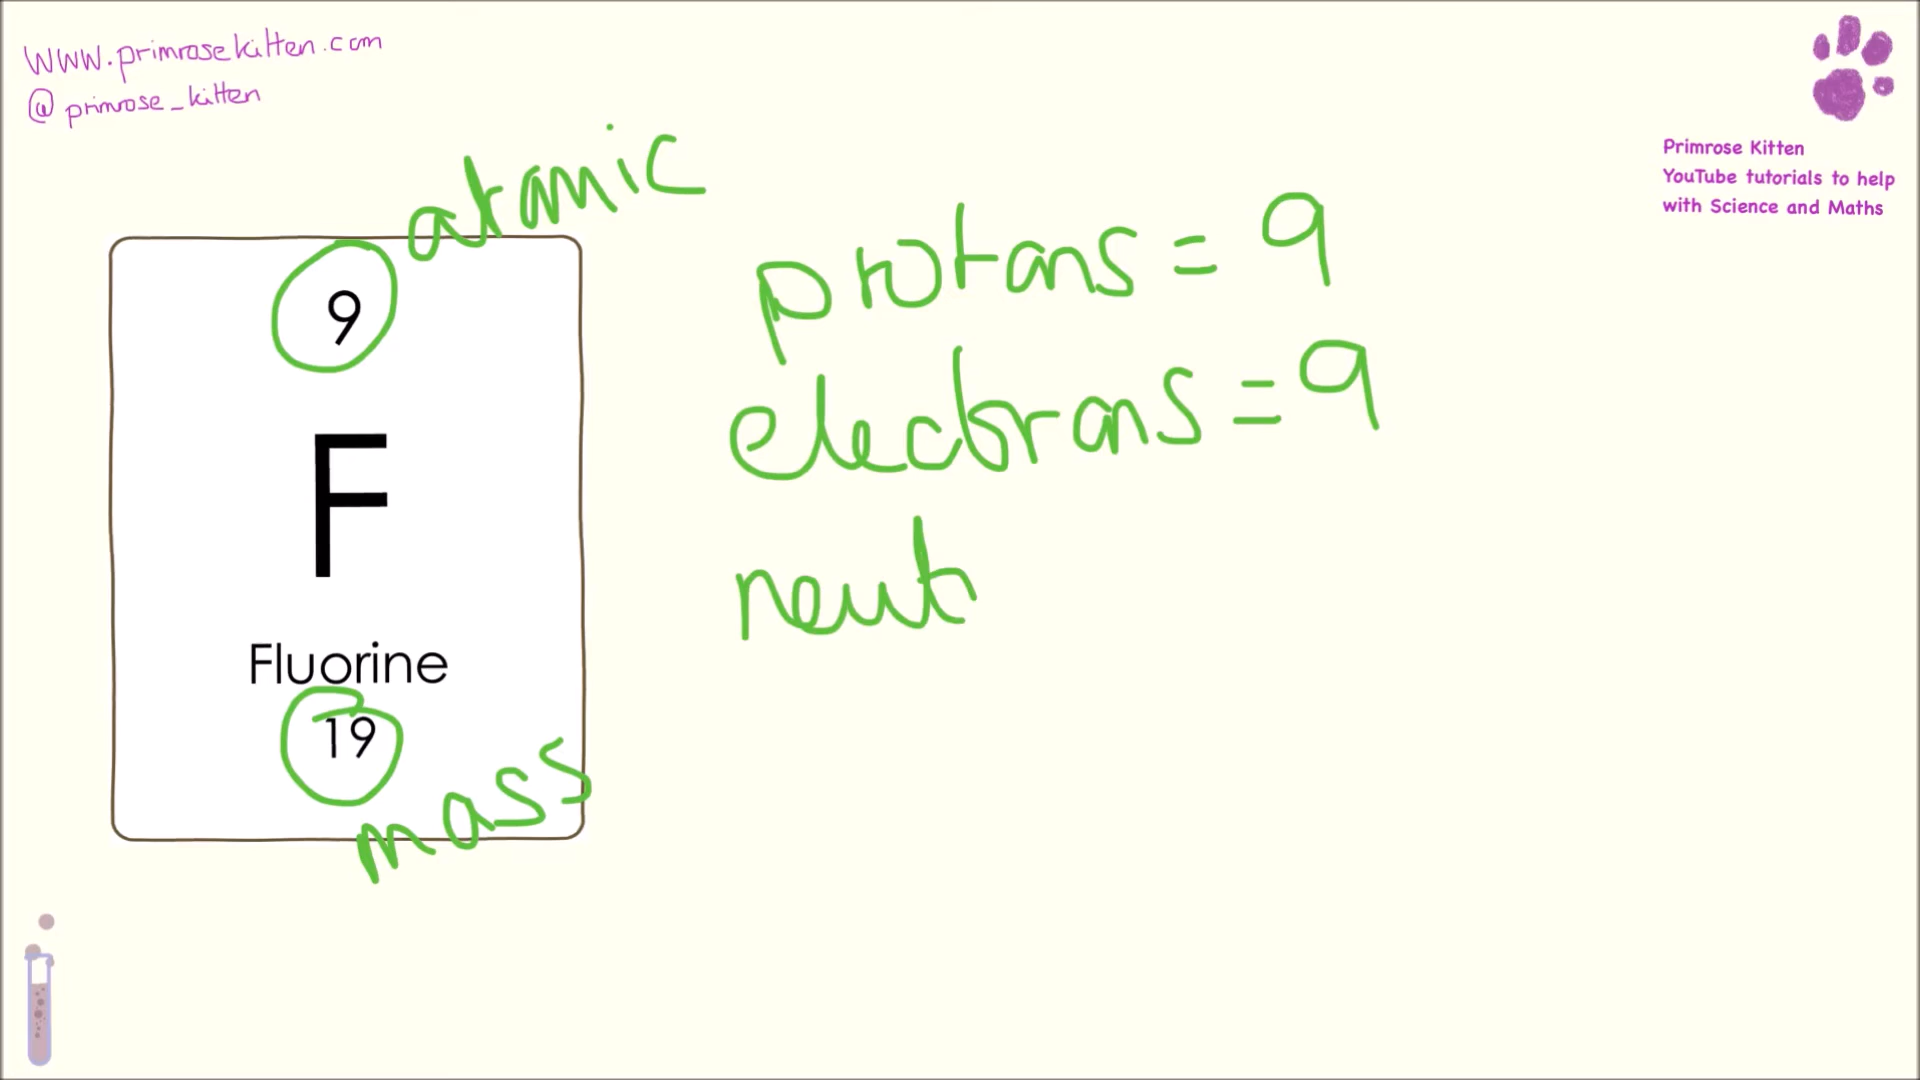 www.primrosekitten.com
@primrose_kitten
Primrose Kitten
YouTube tutorials to help
with Science and Maths
atomic
9
F
Fluorine
19
mass
protons = 9
electrons = 9
neut